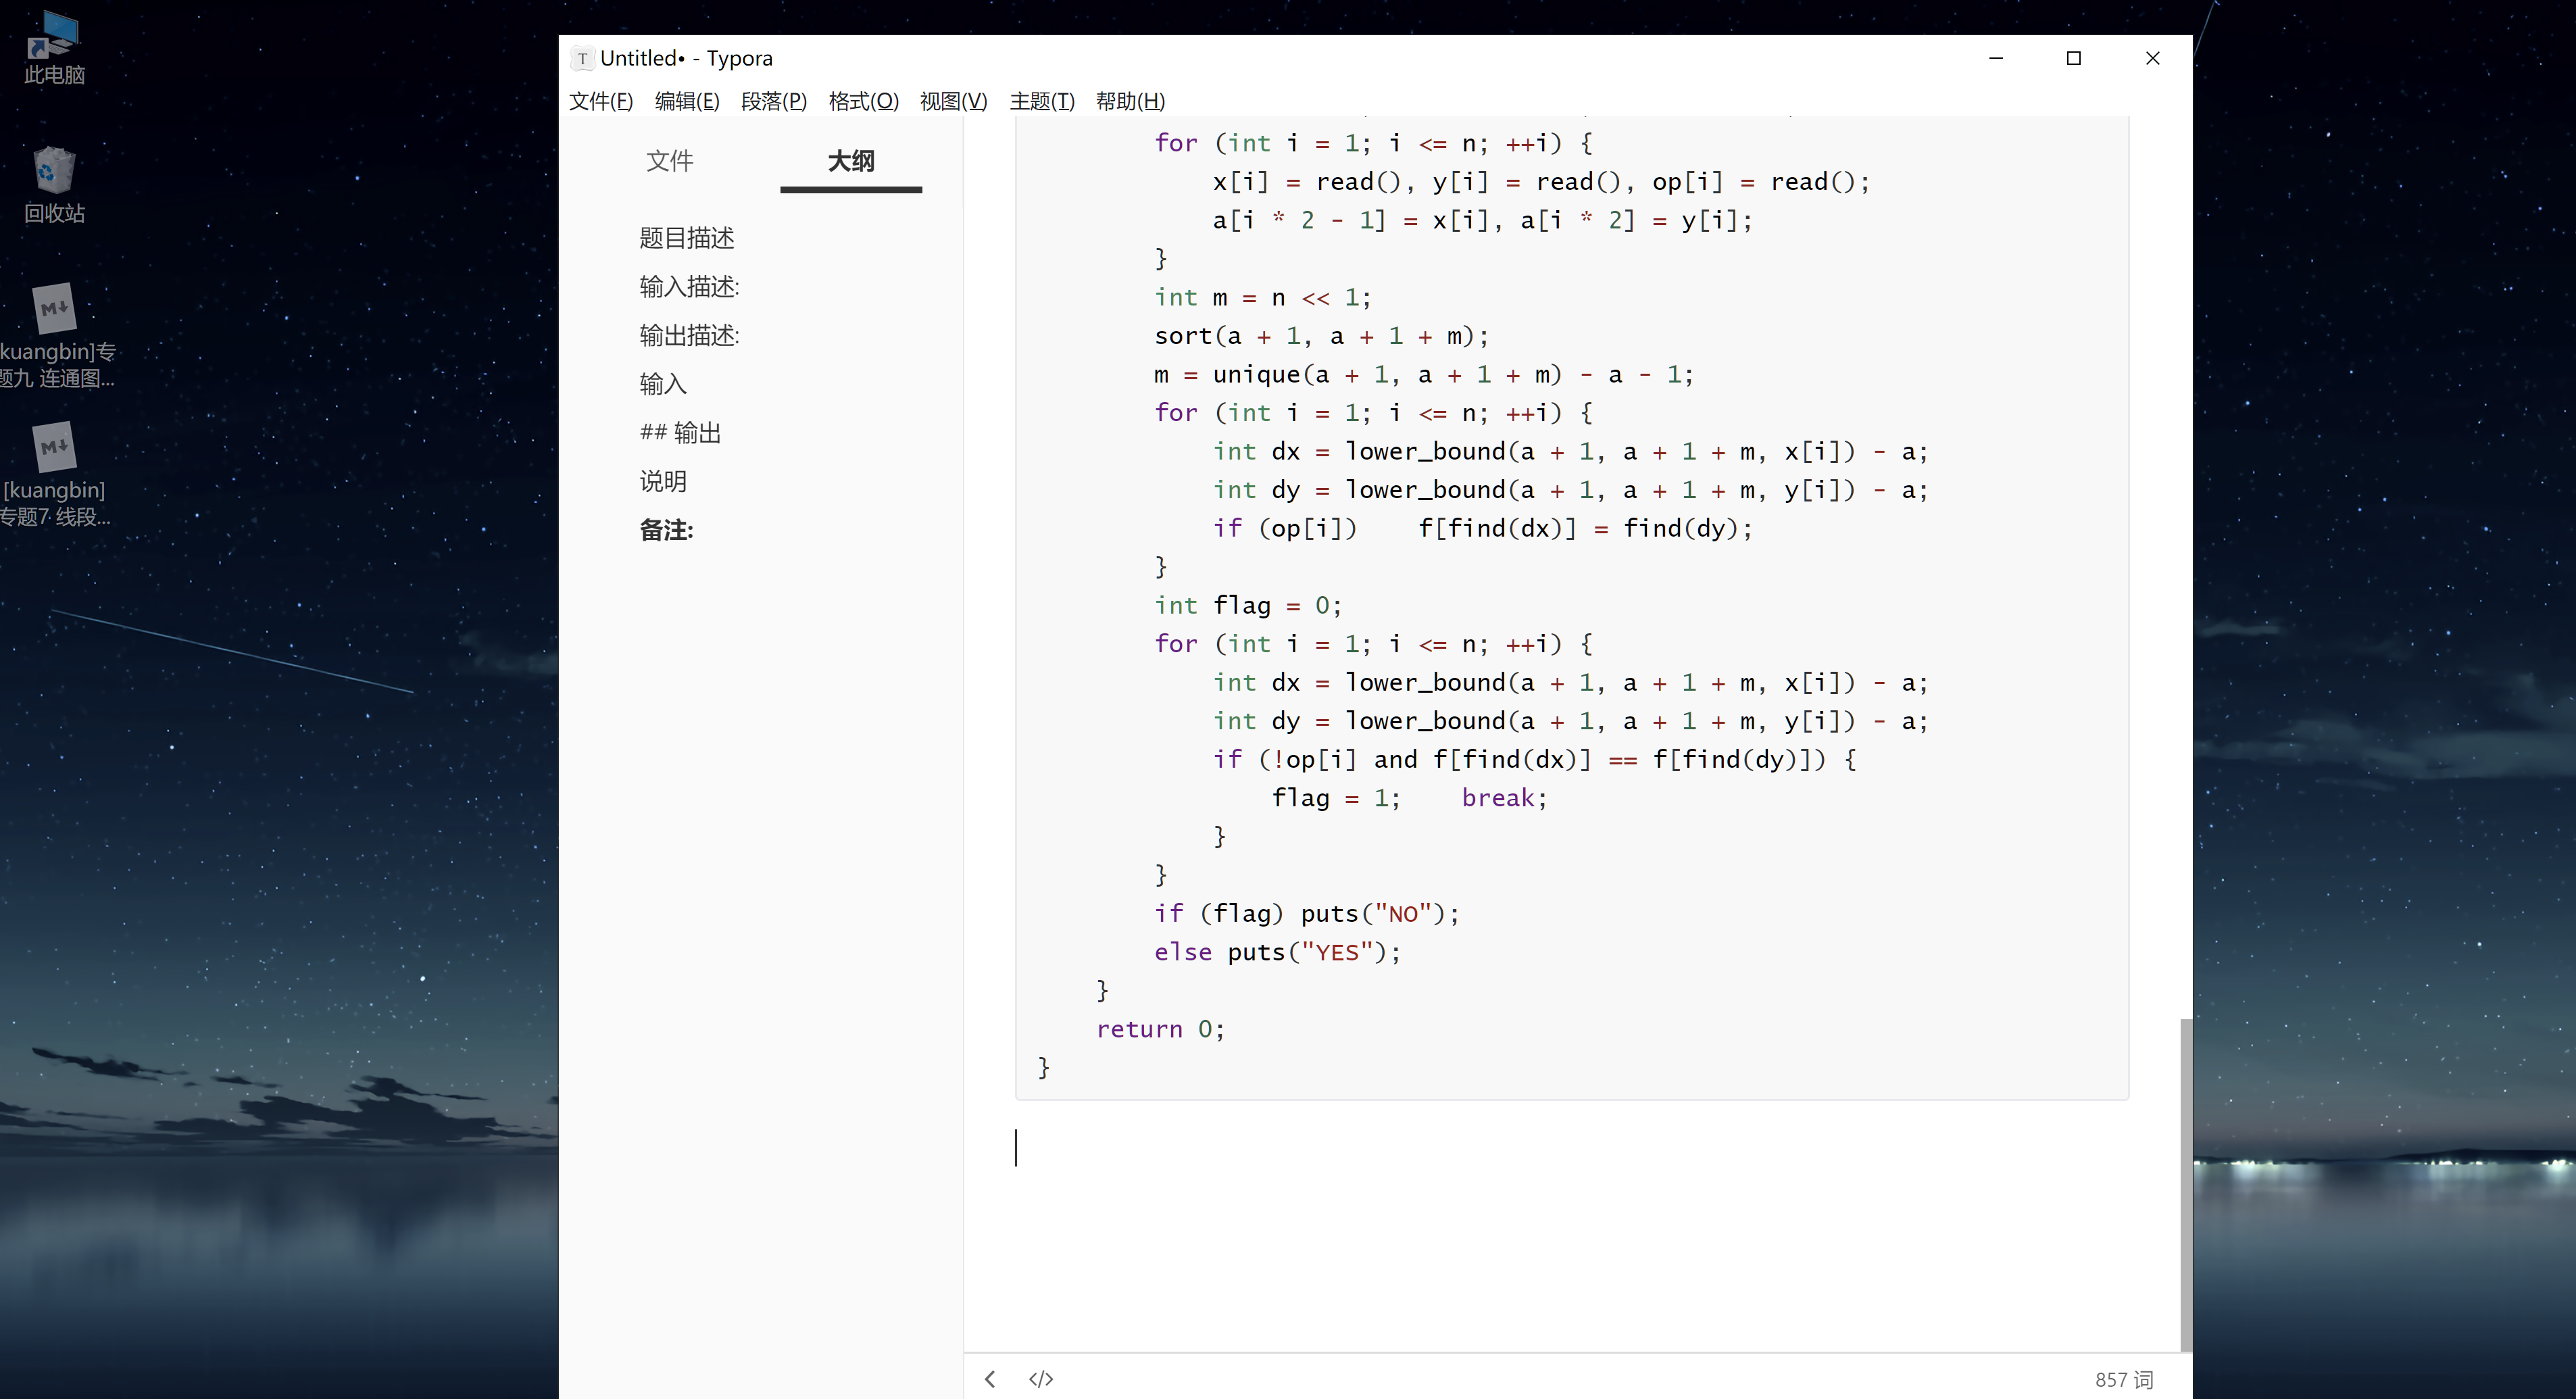 此电脑
回收站
kuangbin]专
题九 连通图...
[kuangbin]
专题7 线段...
Untitled• - Typora
文件(F) 编辑(E) 段落(P) 格式(O) 视图(V) 主题(T) 帮助(H)
文件 大纲
题目描述
输入描述:
输出描述:
输入
## 输出
说明
备注:
for (int i = 1; i <= n; ++i) {
x[i] = read(), y[i] = read(), op[i] = read();
a[i * 2 - 1] = x[i], a[i * 2] = y[i];
}
int m = n << 1;
sort(a + 1, a + 1 + m);
m = unique(a + 1, a + 1 + m) - a - 1;
for (int i = 1; i <= n; ++i) {
int dx = lower_bound(a + 1, a + 1 + m, x[i]) - a;
int dy = lower_bound(a + 1, a + 1 + m, y[i]) - a;
if (op[i]) f[find(dx)] = find(dy);
}
int flag = 0;
for (int i = 1; i <= n; ++i) {
int dx = lower_bound(a + 1, a + 1 + m, x[i]) - a;
int dy = lower_bound(a + 1, a + 1 + m, y[i]) - a;
if (!op[i] and f[find(dx)] == f[find(dy)]) {
flag = 1; break;
}
}
if (flag) puts("NO");
else puts("YES");
}
return 0;
}
857 词